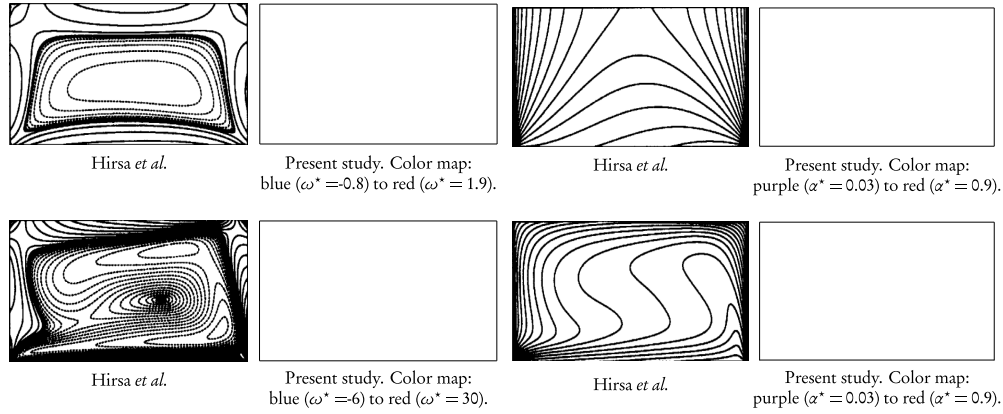 Hirsa et al.
Present study. Color map:
blue (ω* =-0.8) to red (ω* = 1.9).
Hirsa et al.
Present study. Color map:
purple (α* = 0.03) to red (α* = 0.9).
Hirsa et al.
Present study. Color map:
blue (ω* =-6) to red (ω* = 30).
Hirsa et al.
Present study. Color map:
purple (α* = 0.03) to red (α* = 0.9).